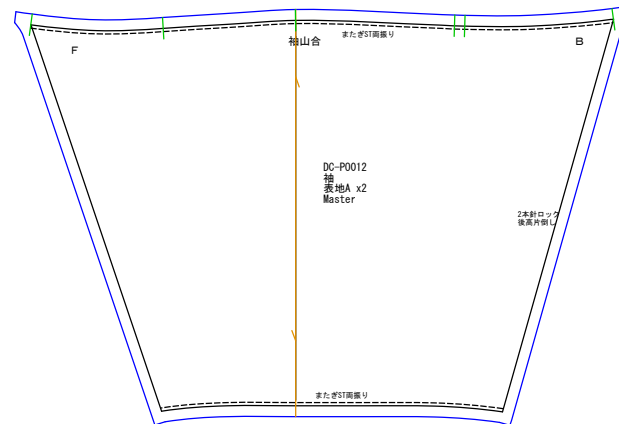 またぎST両振り
F
袖山合
B
DC-P0012
袖
表地A x2
Master
2本針ロック
後高片倒し
またぎST両振り